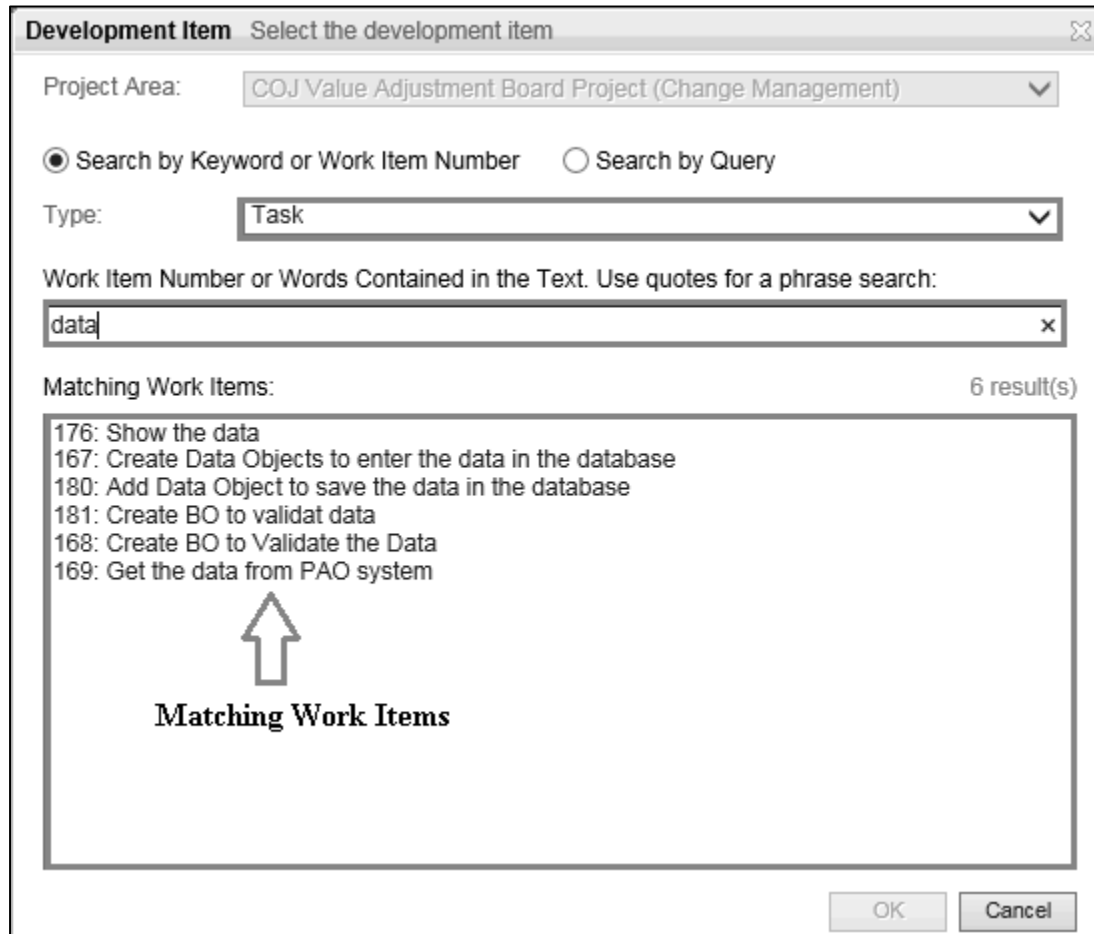 Development Item Select the development item
Project Area: COJ Value Adjustment Board Project (Change Management)
Search by Keyword or Work Item Number Search by Query
Type: Task
Work Item Number or Words Contained in the Text. Use quotes for a phrase search:
data
Matching Work Items: 6 result(s)
176: Show the data
167: Create Data Objects to enter the data in the database
180: Add Data Object to save the data in the database
181: Create BO to validat data
168: Create BO to Validate the Data
169: Get the data from PAO system
Matching Work Items
OK Cancel